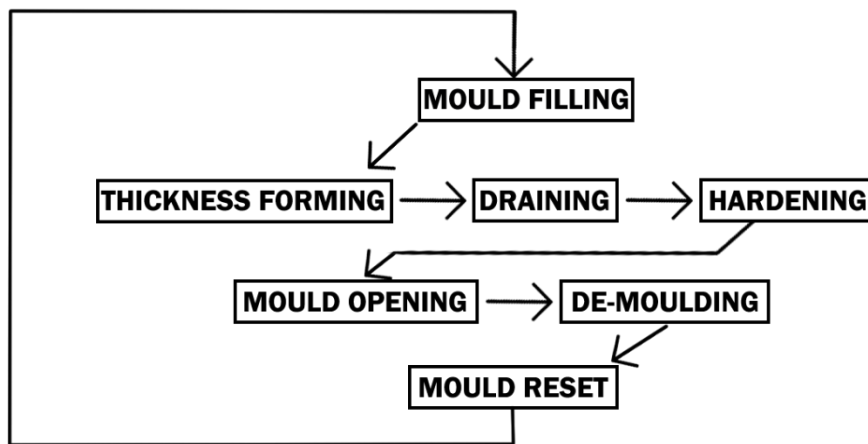 MOULD FILLING
THICKNESS FORMING
DRAINING
HARDENING
MOULD OPENING
DE-MOULDING
MOULD RESET